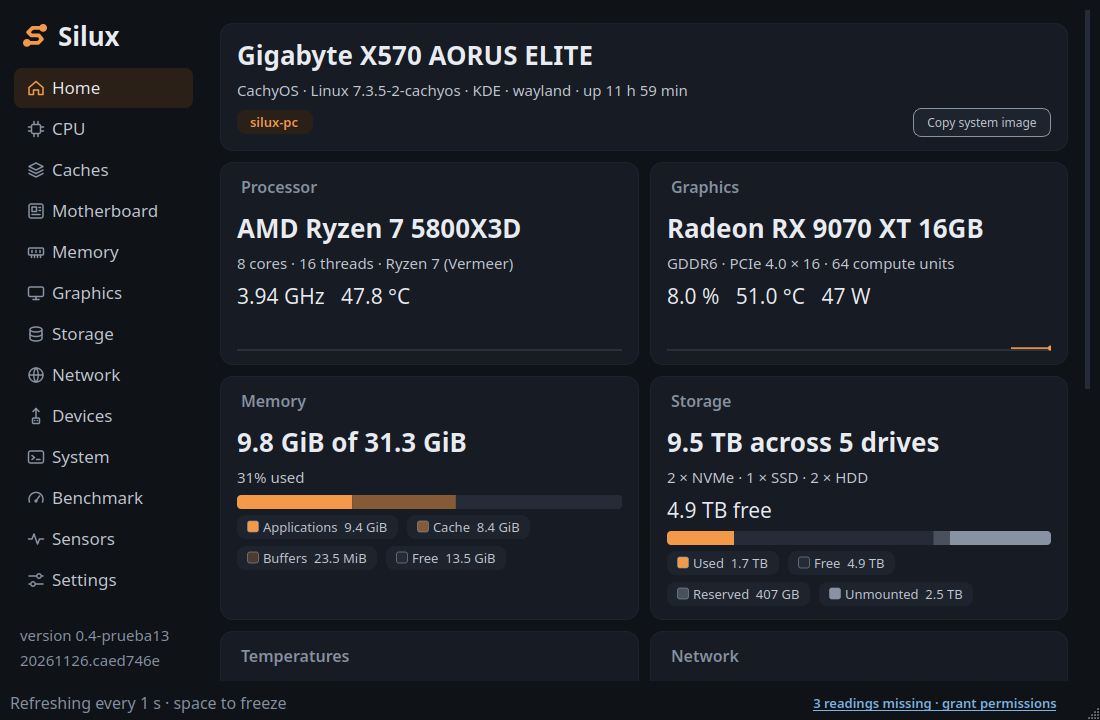 Silux
Home
CPU
Caches
Motherboard
Memory
Graphics
Storage
Network
Devices
System
Benchmark
Sensors
Settings
version 0.4-prueba13
20261126.caed746e
Gigabyte X570 AORUS ELITE
CachyOS · Linux 7.3.5-2-cachyos · KDE · wayland · up 11 h 59 min
silux-pc
Copy system image
Processor
AMD Ryzen 7 5800X3D
8 cores · 16 threads · Ryzen 7 (Vermeer)
3.94 GHz 47.8 °C
Graphics
Radeon RX 9070 XT 16GB
GDDR6 · PCIe 4.0 × 16 · 64 compute units
8.0 % 51.0 °C 47 W
Memory
9.8 GiB of 31.3 GiB
31% used
Applications 9.4 GiB Cache 8.4 GiB
Buffers 23.5 MiB Free 13.5 GiB
Storage
9.5 TB across 5 drives
2 × NVMe · 1 × SSD · 2 × HDD
4.9 TB free
Used 1.7 TB Free 4.9 TB
Reserved 407 GB Unmounted 2.5 TB
Temperatures
Network
Refreshing every 1 s · space to freeze
3 readings missing · grant permissions